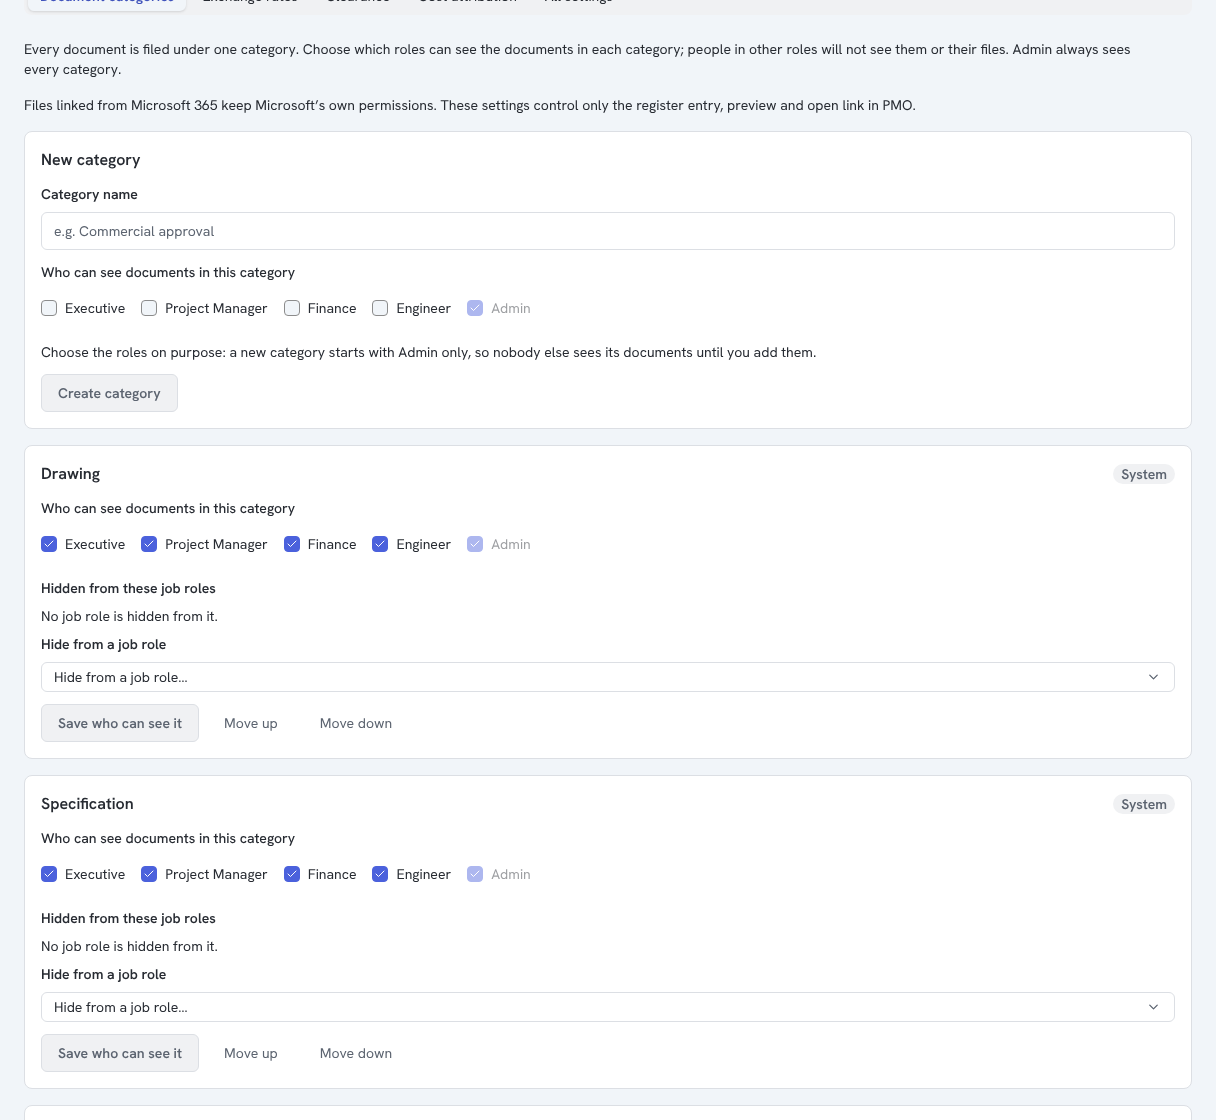 Document categories Exchange rates Clearance Cost attribution All settings
Every document is filed under one category. Choose which roles can see the documents in each category; people in other roles will not see them or their files. Admin always sees
every category.
Files linked from Microsoft 365 keep Microsoft’s own permissions. These settings control only the register entry, preview and open link in PMO.
New category
Category name
e.g. Commercial approval
Who can see documents in this category
Executive Project Manager Finance Engineer Admin
Choose the roles on purpose: a new category starts with Admin only, so nobody else sees its documents until you add them.
Create category
Drawing System
Who can see documents in this category
Executive Project Manager Finance Engineer Admin
Hidden from these job roles
No job role is hidden from it.
Hide from a job role
Hide from a job role…
Save who can see it Move up Move down
Specification System
Who can see documents in this category
Executive Project Manager Finance Engineer Admin
Hidden from these job roles
No job role is hidden from it.
Hide from a job role
Hide from a job role…
Save who can see it Move up Move down